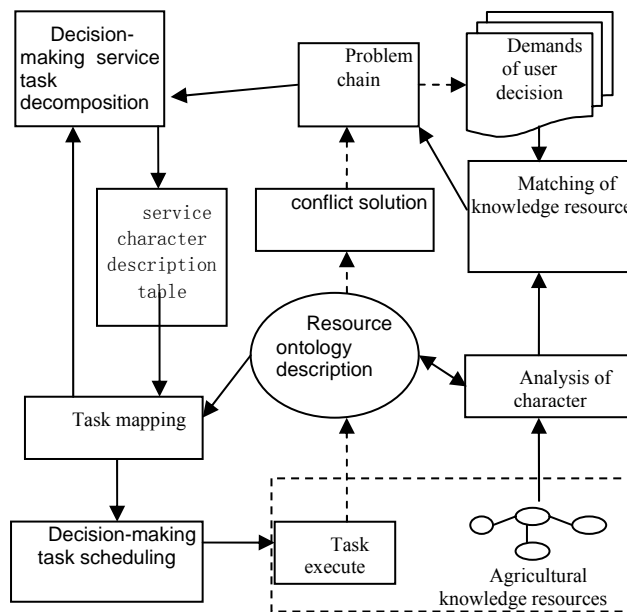 Decision-
making service
task
decomposition
Problem
chain
Demands
of user
decision
service
character
description
table
conflict solution
Matching of
knowledge resource
Resource
ontology
description
Analysis of
character
Task mapping
Decision-making
task scheduling
Task
execute
Agricultural
knowledge resources